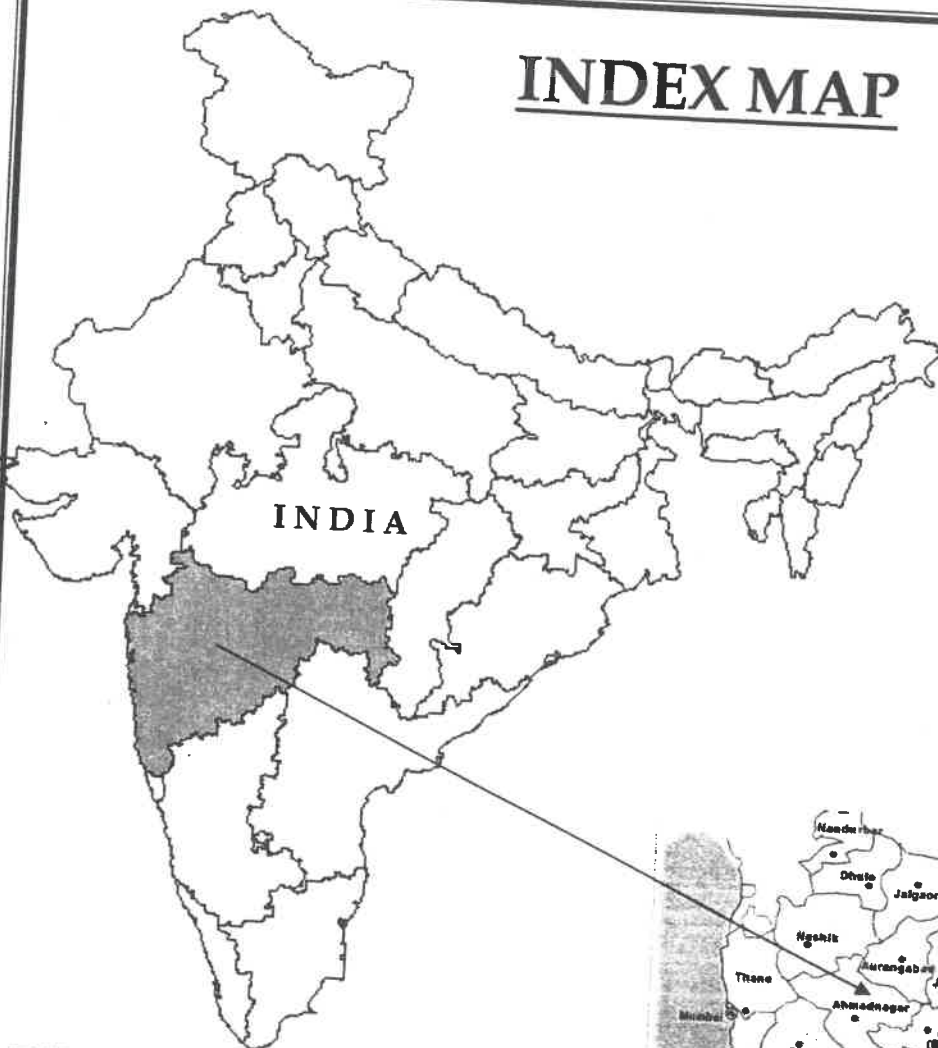 INDEX MAP
INDIA
Nandurbar
Dhule
Jalgaon
Nashik
Aurangabad
Thane
Ahmadnagar
Mumbai